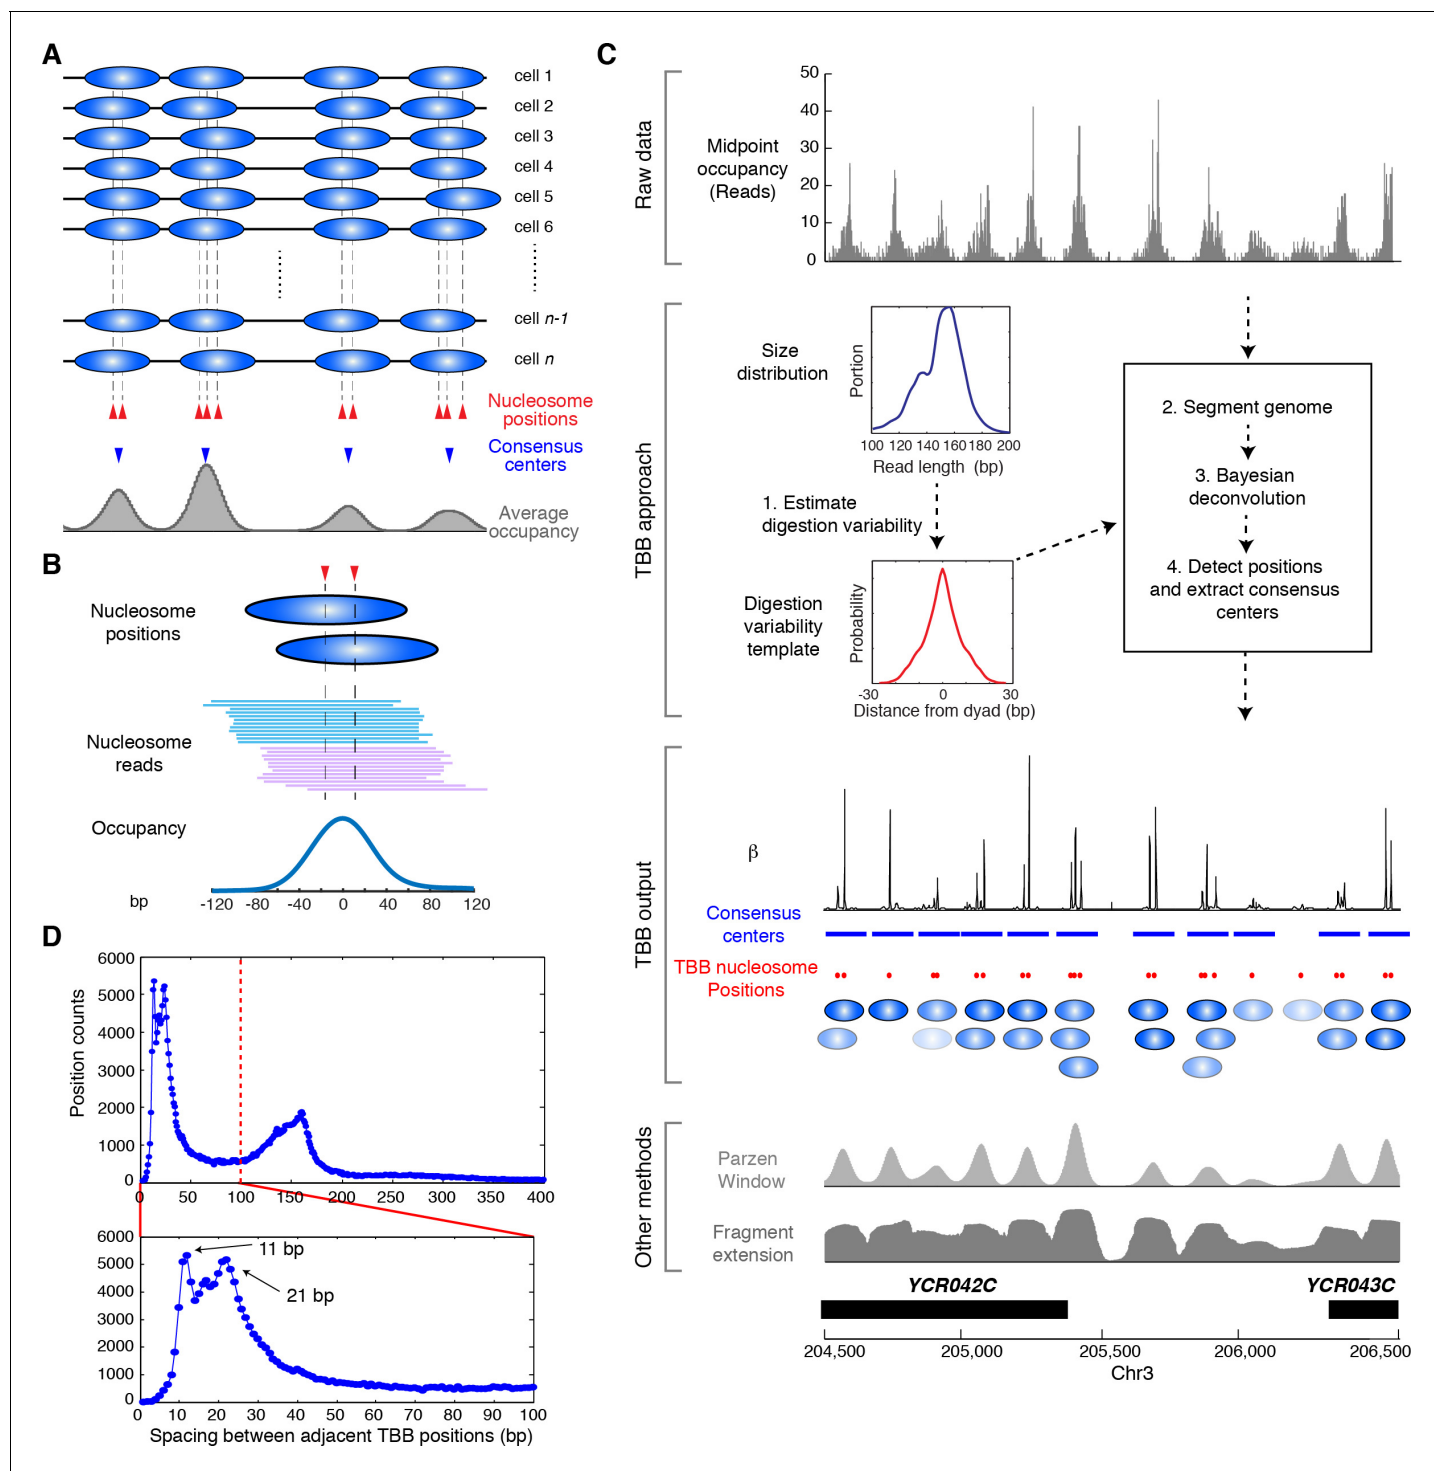 A
cell 1
cell 2
cell 3
cell 4
cell 5
cell 6
cell n-1
cell n
Nucleosome
positions
Consensus
centers
Average
occupancy
B
Nucleosome
positions
Nucleosome
reads
Occupancy
bp
-120 -80 -40 0 40 80 120
C
Raw data
Midpoint
occupancy
(Reads)
50
40
30
20
10
0
TBB approach
Size
distribution
Portion
100 120 140 160 180 200
Read length (bp)
1. Estimate
digestion variability
Digestion
variability
template
Probability
-30 0 30
Distance from dyad (bp)
2. Segment genome
3. Bayesian
deconvolution
4. Detect positions
and extract consensus
centers
TBB output
β
Consensus
centers
TBB nucleosome
Positions
Other methods
Parzen
Window
Fragment
extension
YCR042C
YCR043C
204,500 205,000 205,500 206,000 206,500
Chr3
D
Position counts
6000
5000
4000
3000
2000
1000
0
0 50 100 150 200 250 300 350 400
6000
5000
4000
3000
2000
1000
0
11 bp
21 bp
0 10 20 30 40 50 60 70 80 90 100
Spacing between adjacent TBB positions (bp)